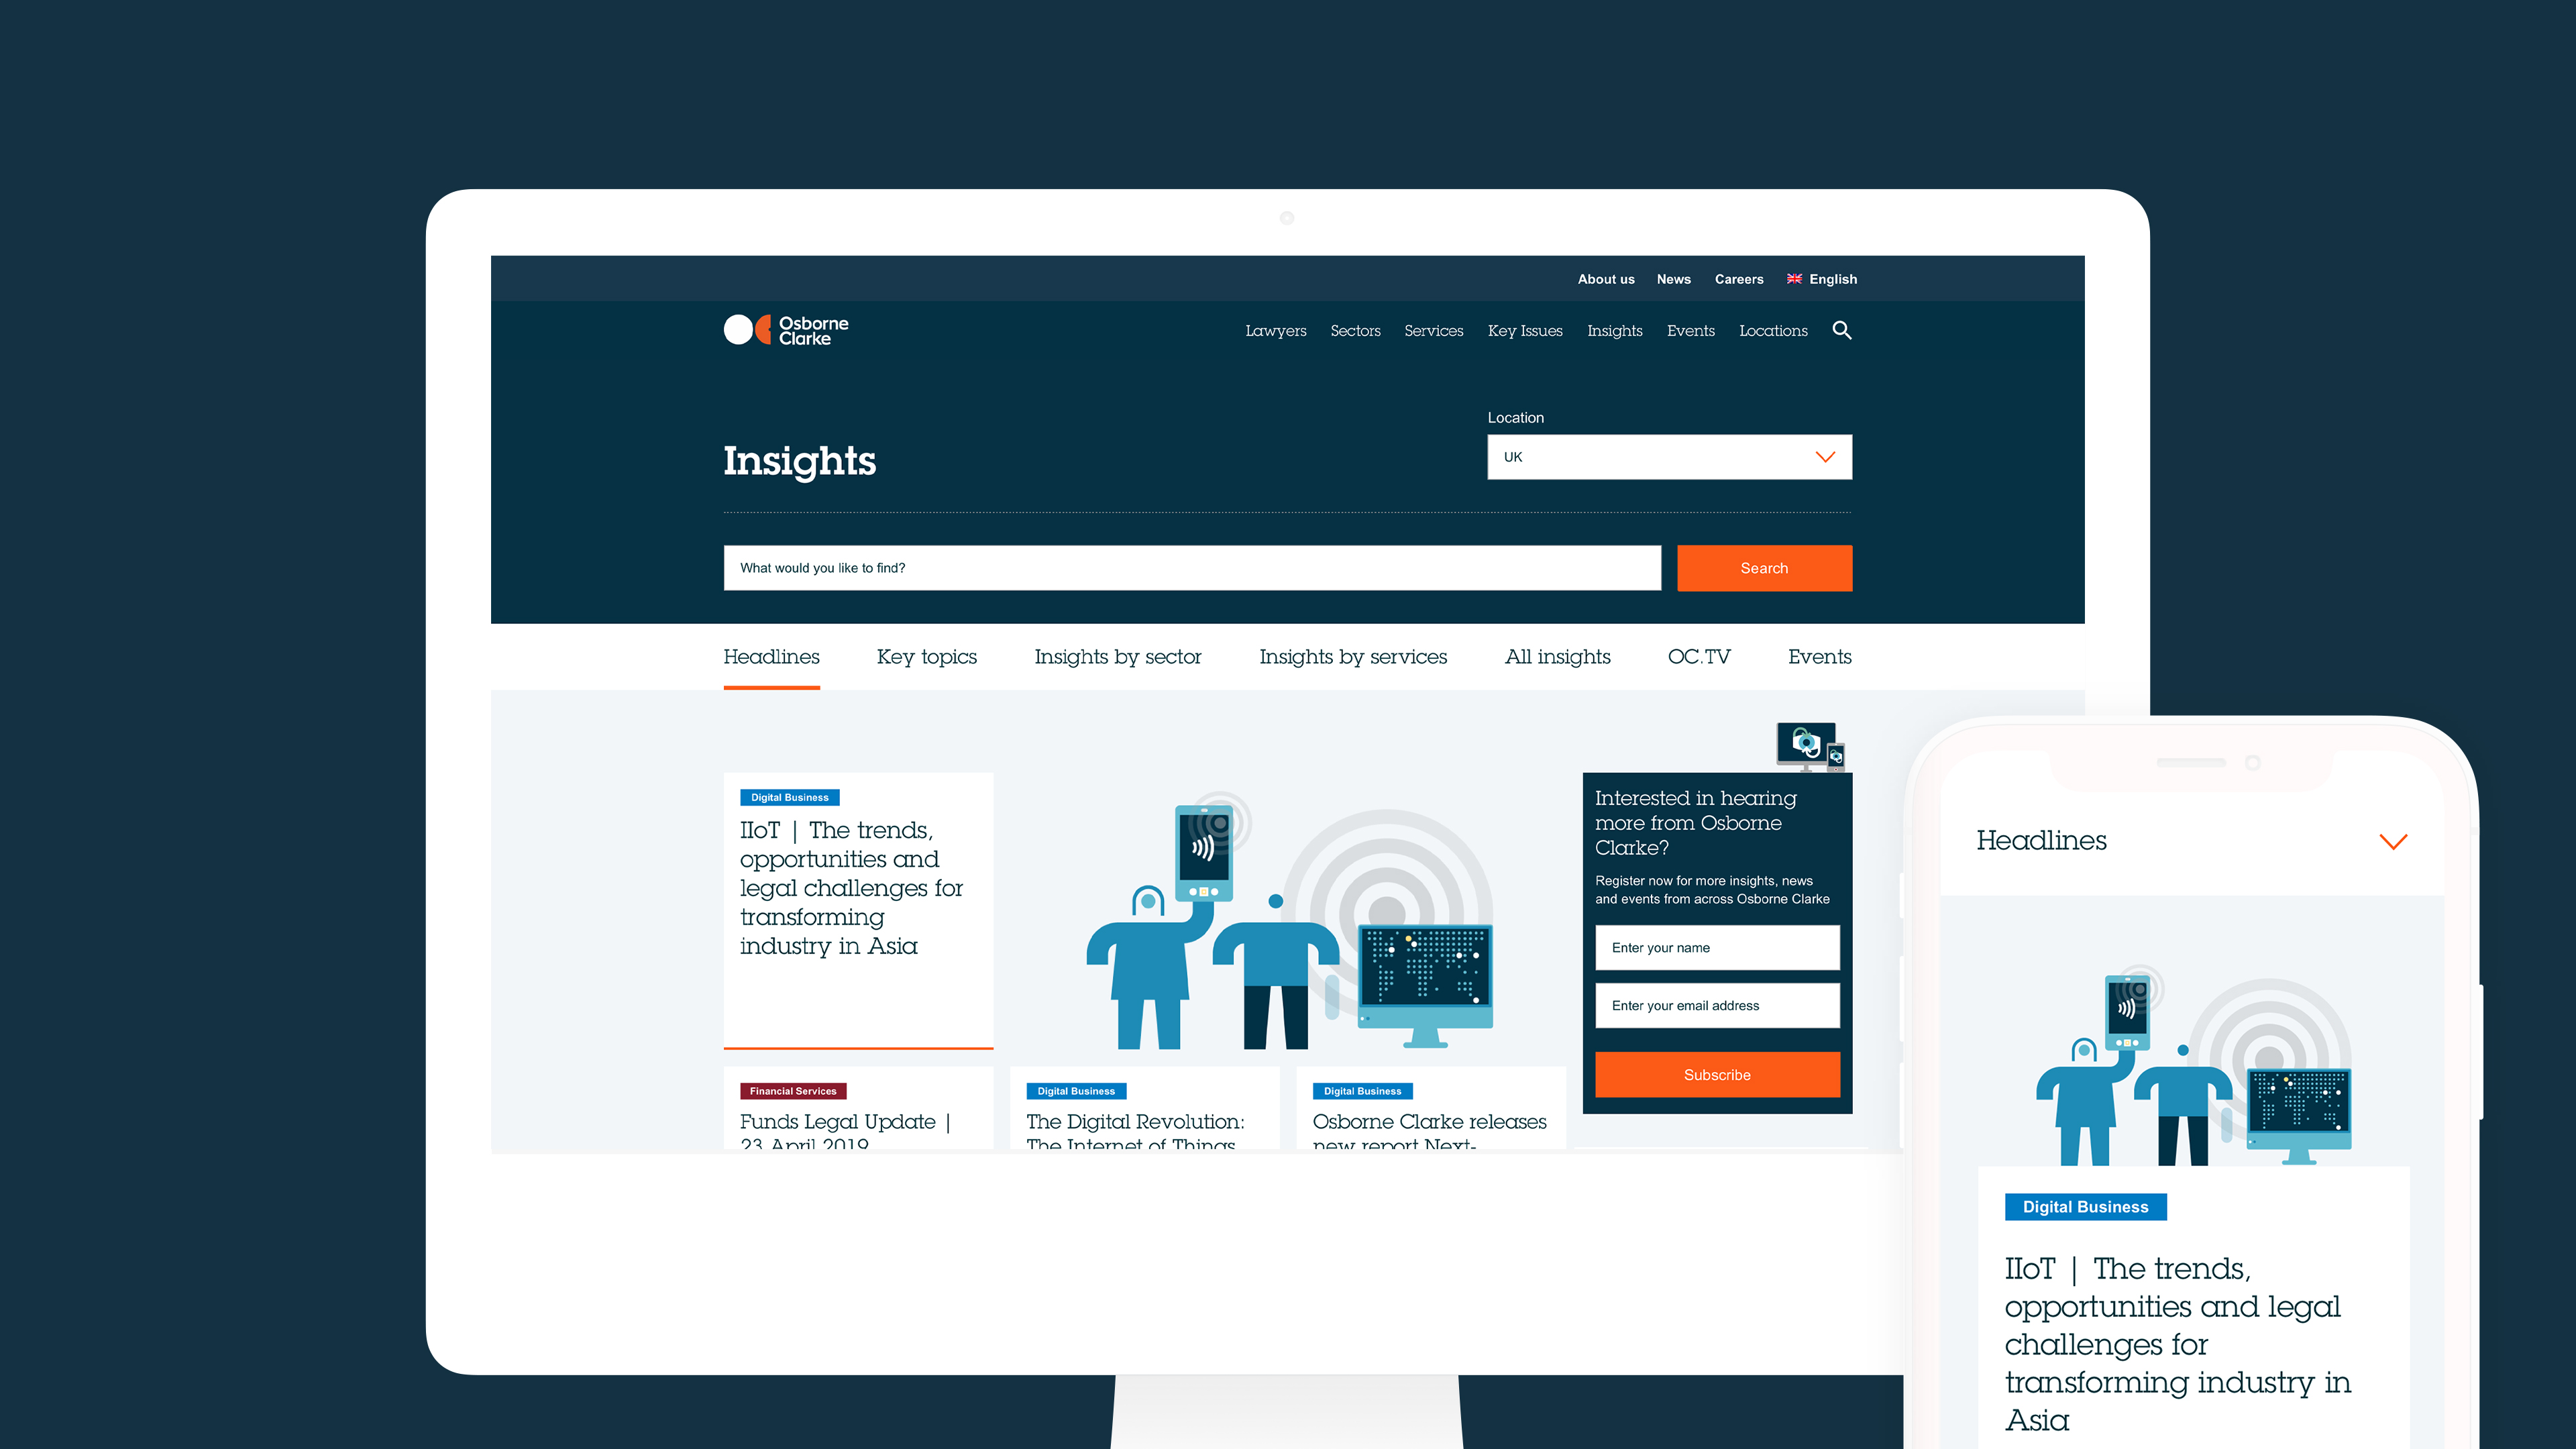 About us News Careers English
Osborne
Clarke
Lawyers Sectors Services Key Issues Insights Events Locations
Location
Insights
UK
What would you like to find?
Search
Headlines Key topics Insights by sector Insights by services All insights OC.TV Events
Digital Business
IIoT | The trends,
opportunities and
legal challenges for
transforming
industry in Asia
Interested in hearing
more from Osborne
Clarke?
Register now for more insights, news
and events from across Osborne Clarke
Enter your name
Enter your email address
Subscribe
Financial Services
Funds Legal Update |
23 April 2019
Digital Business
The Digital Revolution:
The Internet of Things
Digital Business
Osborne Clarke releases
new report Next-
Headlines
Digital Business
IIoT | The trends,
opportunities and legal
challenges for
transforming industry in
Asia